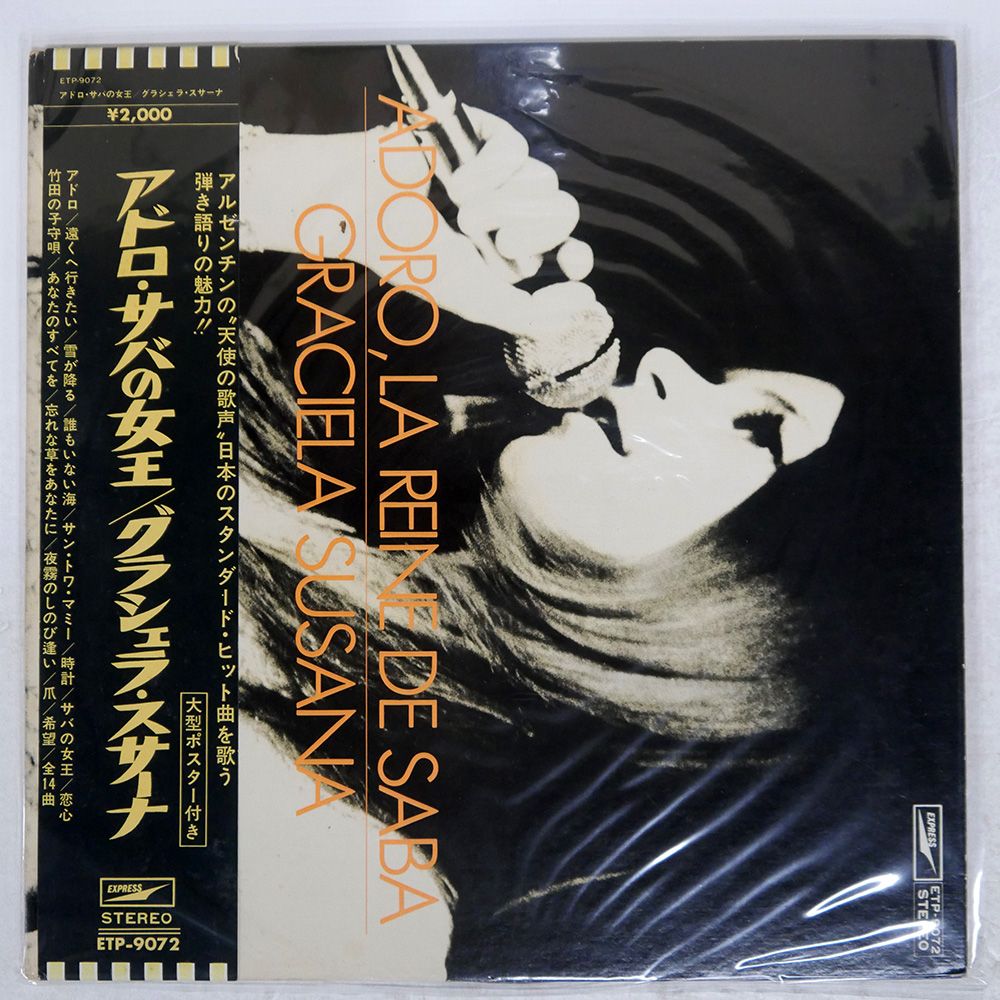 ETP-9072
アドロ・サバの女王/グラシェラ・スサーナ
¥2,000
アルゼンチンの“天使の歌声”日本のスタンダード・ヒット曲を歌う
弾き語りの魅力!!
アドロ・サバの女王/グラシェラ・スサーナ
アドロ/遠くへ行きたい/雪が降る/誰もいない海/サン・トワ・マミー/時計/サバの女王/恋心
竹田の子守唄/あなたのすべてを/忘れな草をあなたに/夜霧のしのび逢い/爪/希望/全14曲
大型ポスター付き
EXPRESS
STEREO
ETP-9072
ADORO, LA REINE DE SABA
GRACIELA SUSANA
EXPRESS
ETP-9072
STEREO